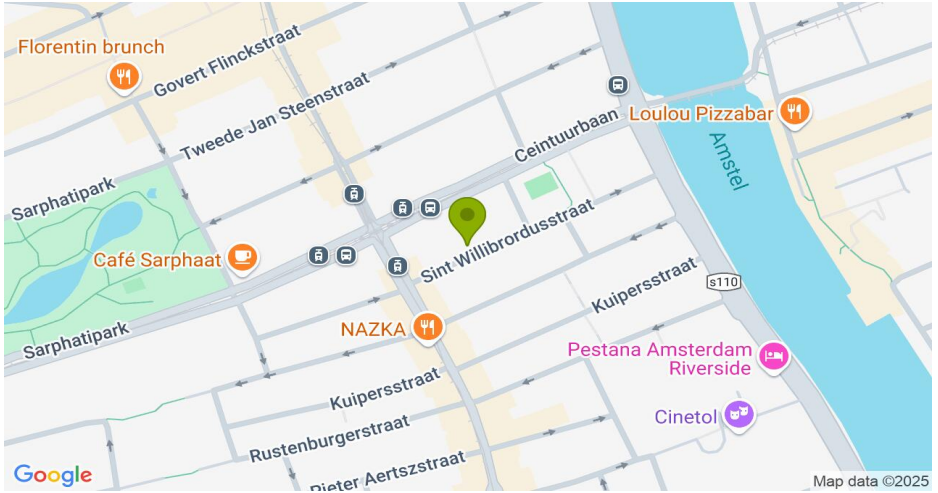 Florentin brunch
Govert Flinckstraat
Tweede Jan Steenstraat
Ceintuurbaan
Loulou Pizzabar
Amstel
Sarphatipark
Café Sarphaat
Sint Willibrordusstraat
s110
Kuipersstraat
Sarphatipark
NAZKA
Pestana Amsterdam
Riverside
Kuipersstraat
Cinetol
Rustenburgerstraat
Pieter Aertszstraat
Google
Map data ©2025